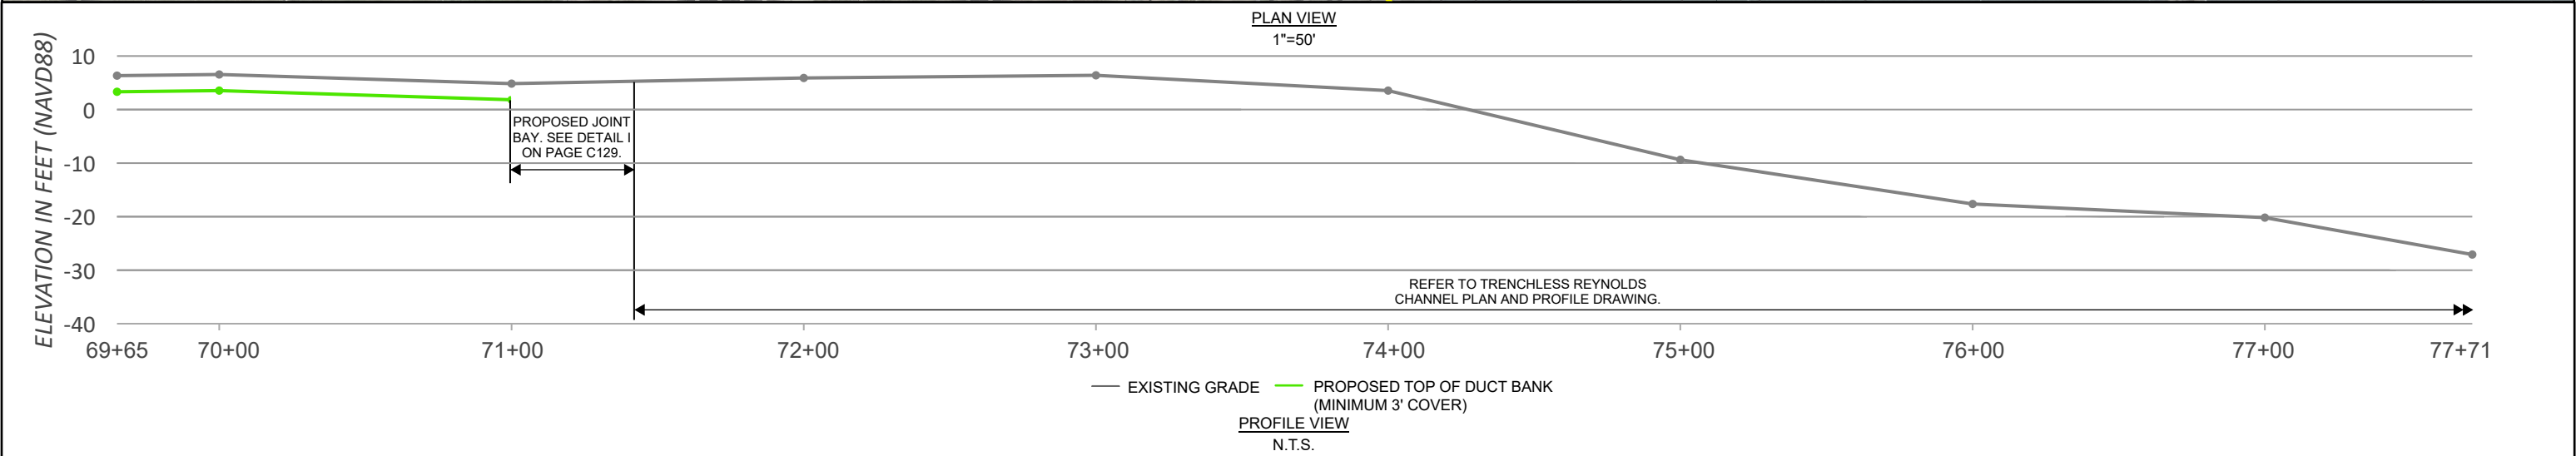 PLAN VIEW
1"=50'
ELEVATION IN FEET (NAVD88)
10
0
-10
-20
-30
-40
PROPOSED JOINT
BAY. SEE DETAIL I
ON PAGE C129.
REFER TO TRENCHLESS REYNOLDS
CHANNEL PLAN AND PROFILE DRAWING.
69+65 70+00 71+00 72+00 73+00 74+00 75+00 76+00 77+00 77+71
EXISTING GRADE PROPOSED TOP OF DUCT BANK
(MINIMUM 3' COVER)
PROFILE VIEW
N.T.S.